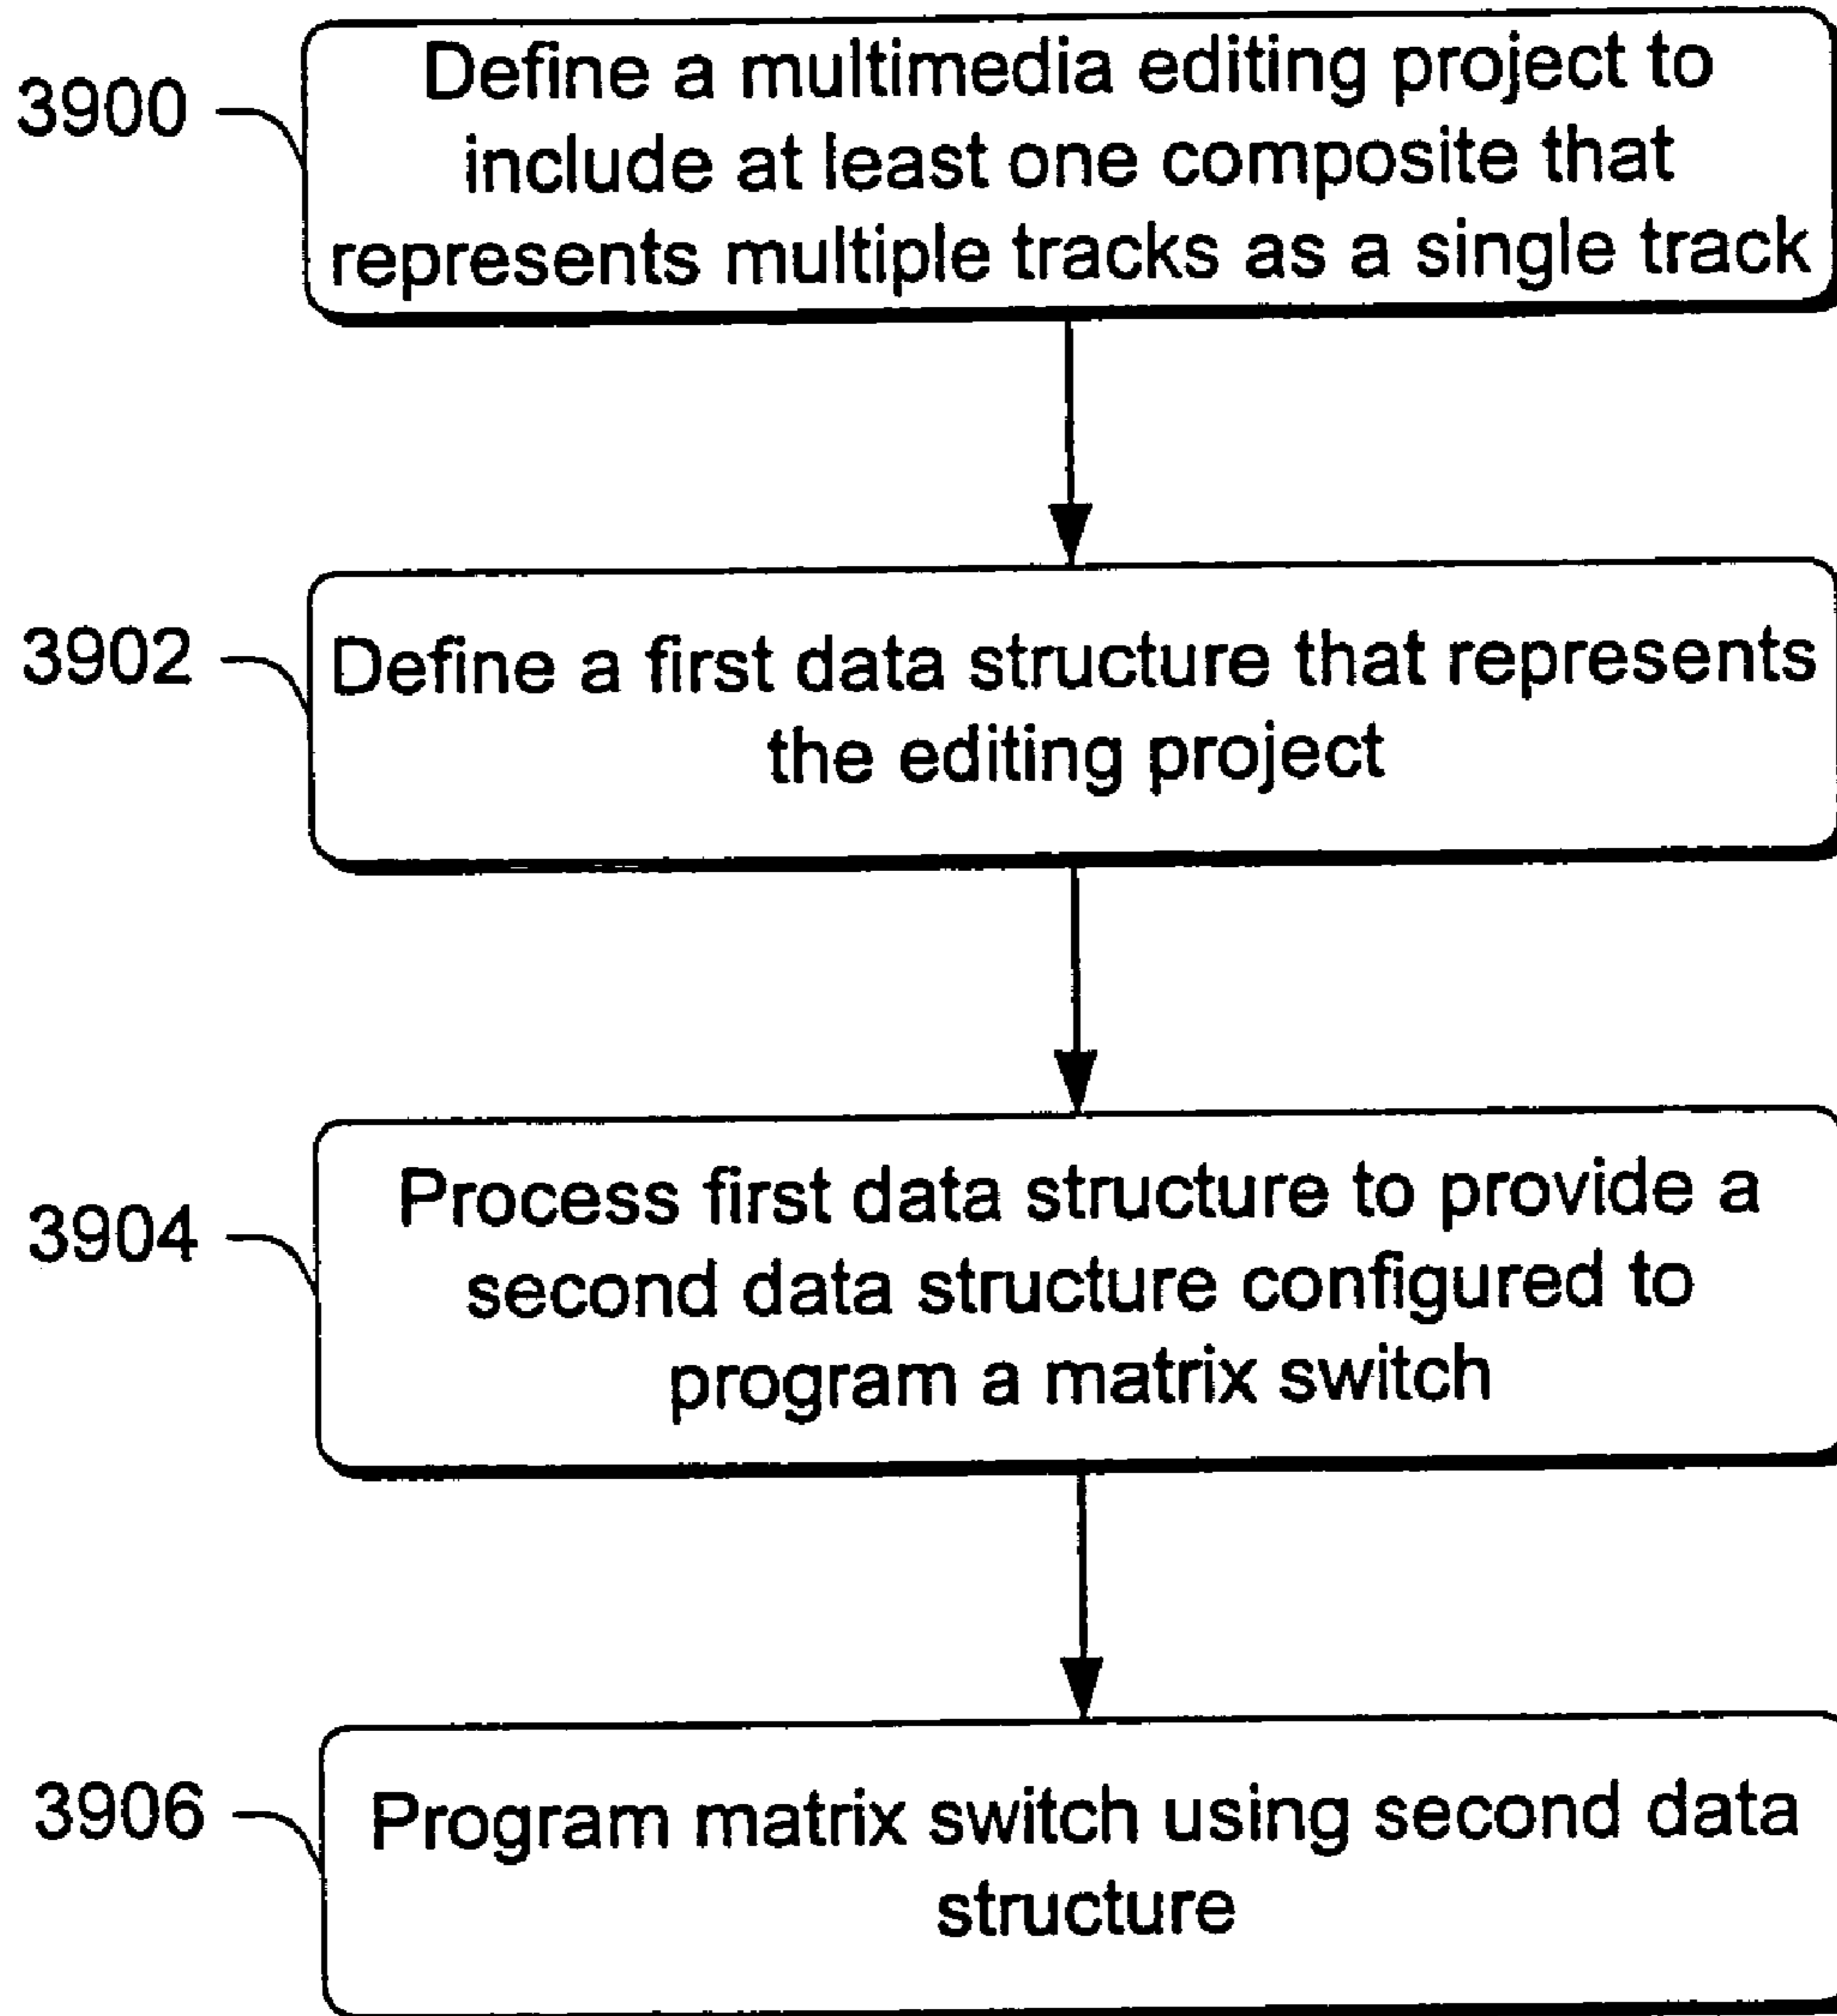 3900
Define a multimedia editing project to
include at least one composite that
represents multiple tracks as a single track
3902
Define a first data structure that represents
the editing project
3904
Process first data structure to provide a
second data structure configured to
program a matrix switch
3906
Program matrix switch using second data
structure